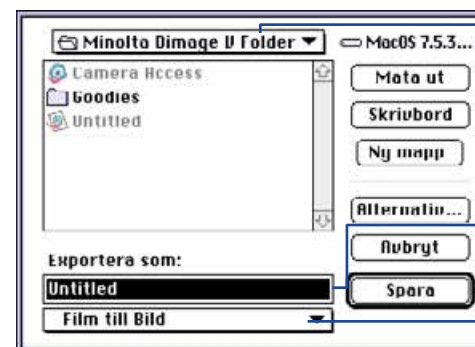 Minolta Dimage V Folder
MacOS 7.5.3...
Camera Access
Goodies
Untitled
Mata ut
Skrivbord
Ny mapp
Alternativ...
Avbryt
Exportera som:
Untitled
Spara
Film till Bild